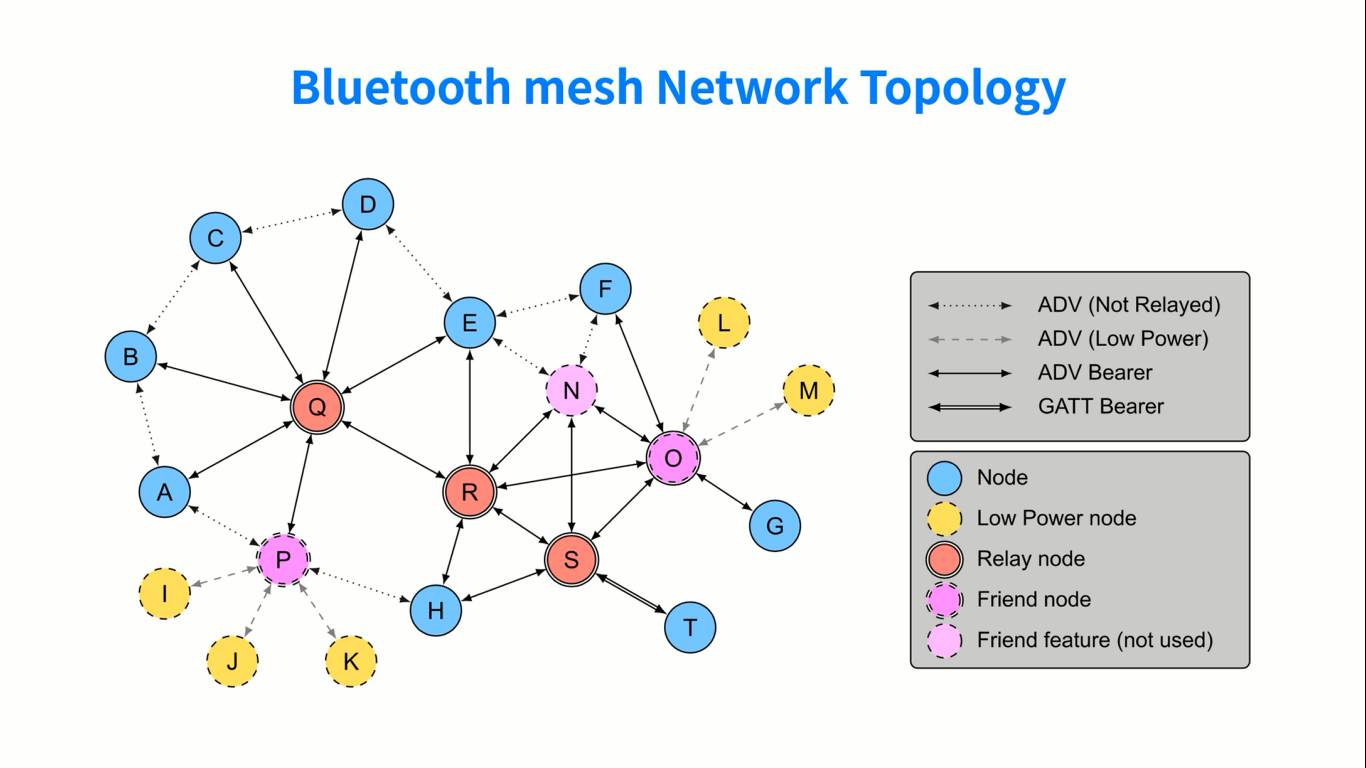 Bluetooth mesh Network Topology
D
C
F
E
L
B
N
M
Q
O
A
R
G
P
S
I
H
T
J
K
ADV (Not Relayed)
ADV (Low Power)
ADV Bearer
GATT Bearer
Node
Low Power node
Relay node
Friend node
Friend feature (not used)